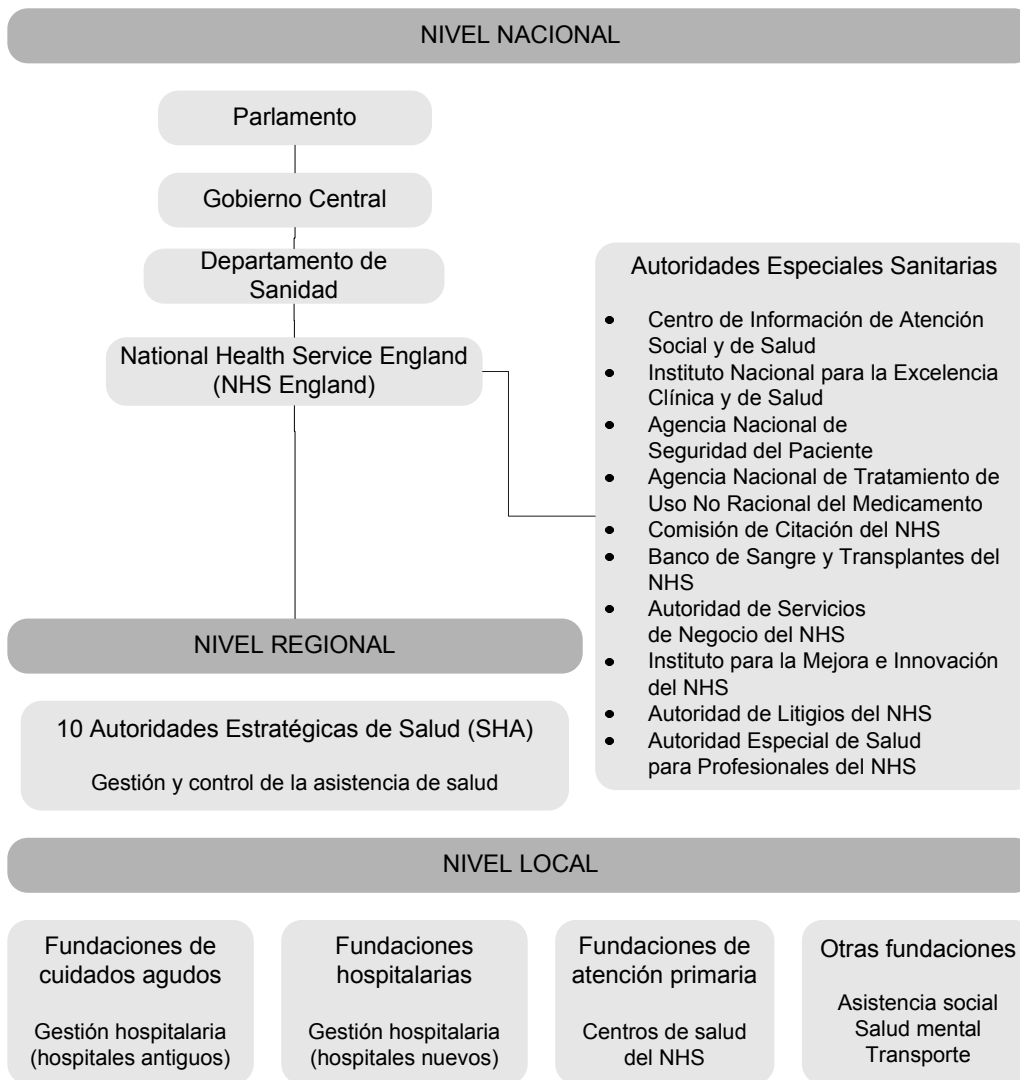 NIVEL NACIONAL
Parlamento
Gobierno Central
Departamento de
Sanidad
National Health Service England
(NHS England)
Autoridades Especiales Sanitarias
• Centro de Información de Atención
Social y de Salud
• Instituto Nacional para la Excelencia
Clínica y de Salud
• Agencia Nacional de
Seguridad del Paciente
• Agencia Nacional de Tratamiento de
Uso No Racional del Medicamento
• Comisión de Citación del NHS
• Banco de Sangre y Transplantes del
NHS
• Autoridad de Servicios
de Negocio del NHS
• Instituto para la Mejora e Innovación
del NHS
• Autoridad de Litigios del NHS
• Autoridad Especial de Salud
para Profesionales del NHS
NIVEL REGIONAL
10 Autoridades Estratégicas de Salud (SHA)
Gestión y control de la asistencia de salud
NIVEL LOCAL
Fundaciones de
cuidados agudos
Gestión hospitalaria
(hospitales antiguos)
Fundaciones
hospitalarias
Gestión hospitalaria
(hospitales nuevos)
Fundaciones de
atención primaria
Centros de salud
del NHS
Otras fundaciones
Asistencia social
Salud mental
Transporte